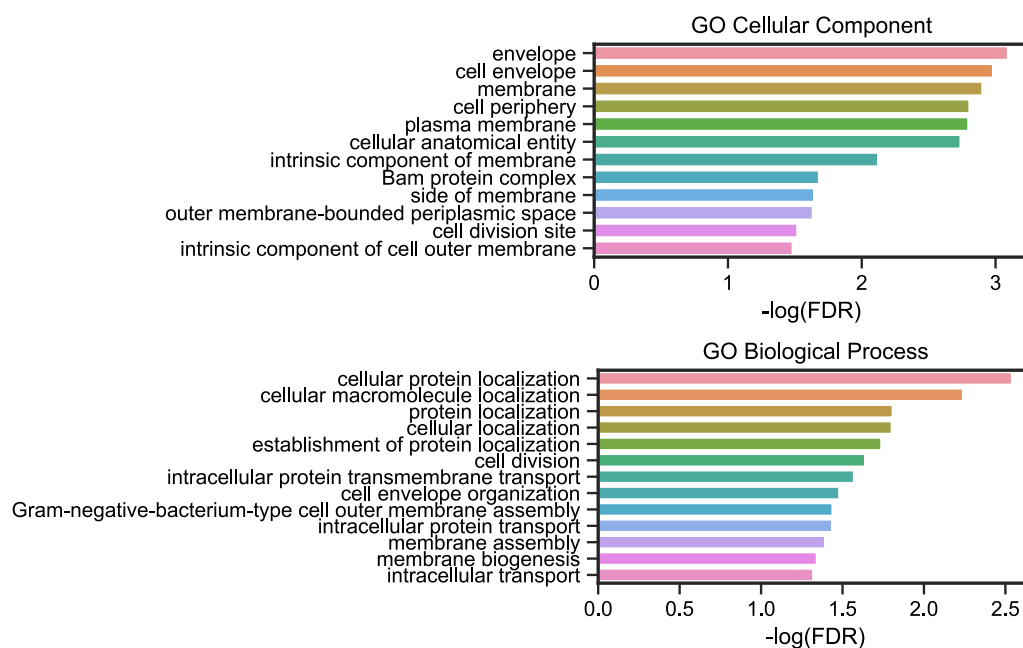 GO Cellular Component
envelope
cell envelope
membrane
cell periphery
plasma membrane
cellular anatomical entity
intrinsic component of membrane
Bam protein complex
side of membrane
outer membrane-bounded periplasmic space
cell division site
intrinsic component of cell outer membrane
0 1 2 3
-log(FDR)
GO Biological Process
cellular protein localization
cellular macromolecule localization
protein localization
cellular localization
establishment of protein localization
cell division
intracellular protein transmembrane transport
cell envelope organization
Gram-negative-bacterium-type cell outer membrane assembly
intracellular protein transport
membrane assembly
membrane biogenesis
intracellular transport
0.0 0.5 1.0 1.5 2.0 2.5
-log(FDR)